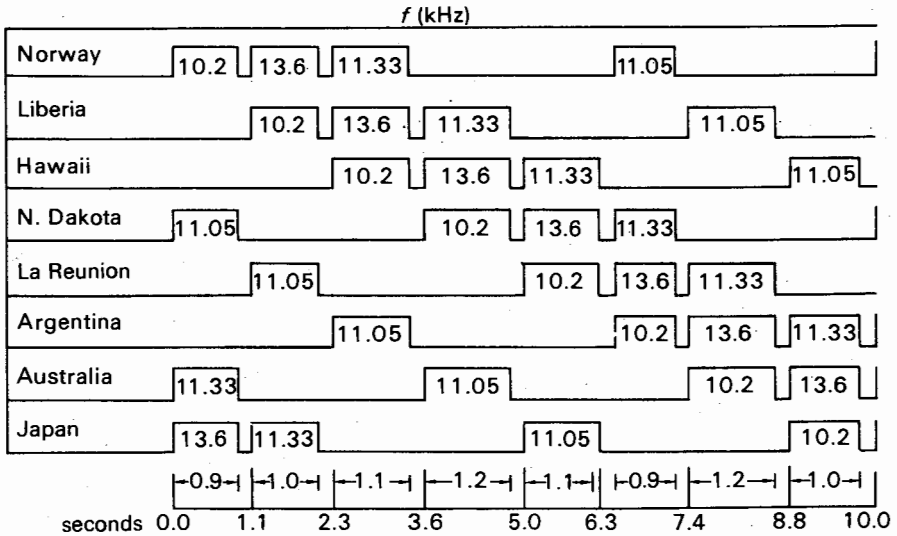 f (kHz)
Norway 10.2 13.6 11.33 11.05
Liberia 10.2 13.6 11.33 11.05
Hawaii 10.2 13.6 11.33 11.05
N. Dakota 11.05 10.2 13.6 11.33
La Reunion 11.05 10.2 13.6 11.33
Argentina 11.05 10.2 13.6 11.33
Australia 11.33 11.05 10.2 13.6
Japan 13.6 11.33 11.05 10.2
0.9 1.0 1.1 1.2 1.1 0.9 1.2 1.0
seconds 0.0 1.1 2.3 3.6 5.0 6.3 7.4 8.8 10.0